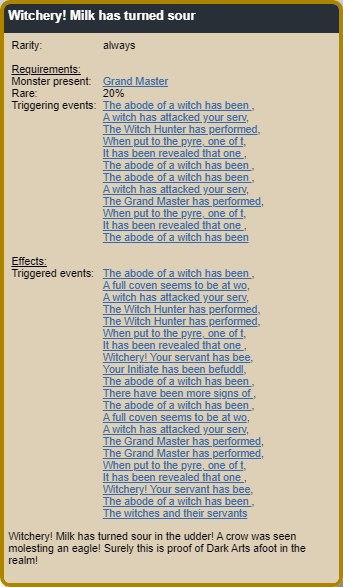 Witchery! Milk has turned sour
Rarity: always
Requirements:
Monster present: Grand Master
Rare: 20%
Triggering events: The abode of a witch has been ,
A witch has attacked your serv,
The Witch Hunter has performed,
When put to the pyre, one of t,
It has been revealed that one ,
The abode of a witch has been ,
The abode of a witch has been ,
A witch has attacked your serv,
The Grand Master has performed,
When put to the pyre, one of t,
It has been revealed that one ,
The abode of a witch has been
Effects:
Triggered events: The abode of a witch has been ,
A full coven seems to be at wo,
A witch has attacked your serv,
The Witch Hunter has performed,
The Witch Hunter has performed,
When put to the pyre, one of t,
It has been revealed that one ,
Witchery! Your servant has bee,
Your Initiate has been befuddl,
The abode of a witch has been ,
There have been more signs of ,
The abode of a witch has been ,
A full coven seems to be at wo,
A witch has attacked your serv,
The Grand Master has performed,
The Grand Master has performed,
When put to the pyre, one of t,
It has been revealed that one ,
Witchery! Your servant has bee,
The abode of a witch has been ,
The witches and their servants
Witchery! Milk has turned sour in the udder! A crow was seen
molesting an eagle! Surely this is proof of Dark Arts afoot in the
realm!